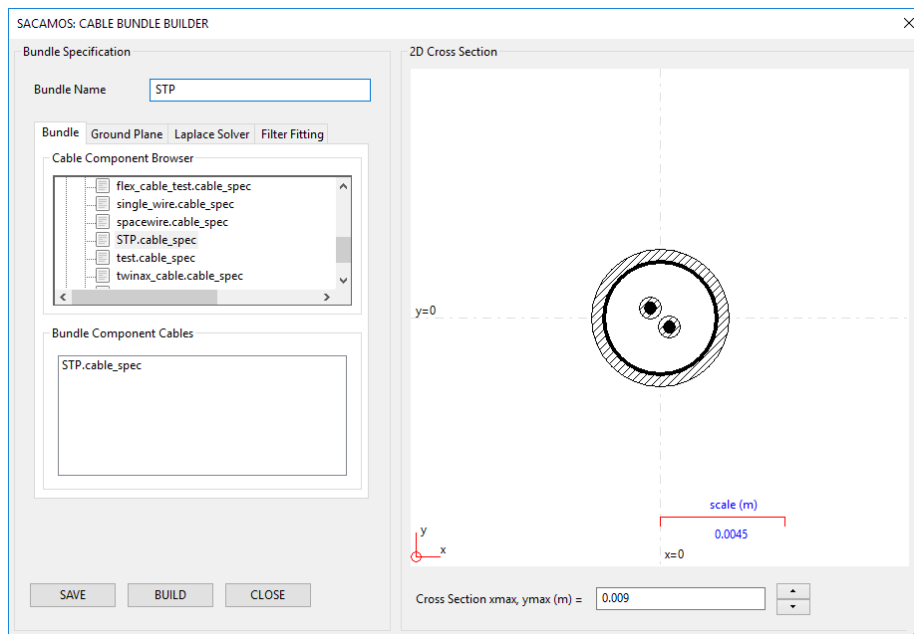 SACAMOS: CABLE BUNDLE BUILDER
Bundle Specification
Bundle Name
STP
Bundle
Ground Plane
Laplace Solver
Filter Fitting
Cable Component Browser
flex_cable_test.cable_spec
single_wire.cable_spec
spacewire.cable_spec
STP.cable_spec
test.cable_spec
twinax_cable.cable_spec
Bundle Component Cables
STP.cable_spec
SAVE
BUILD
CLOSE
2D Cross Section
y=0
scale (m)
0.0045
y
x
x=0
Cross Section xmax, ymax (m) =
0.009